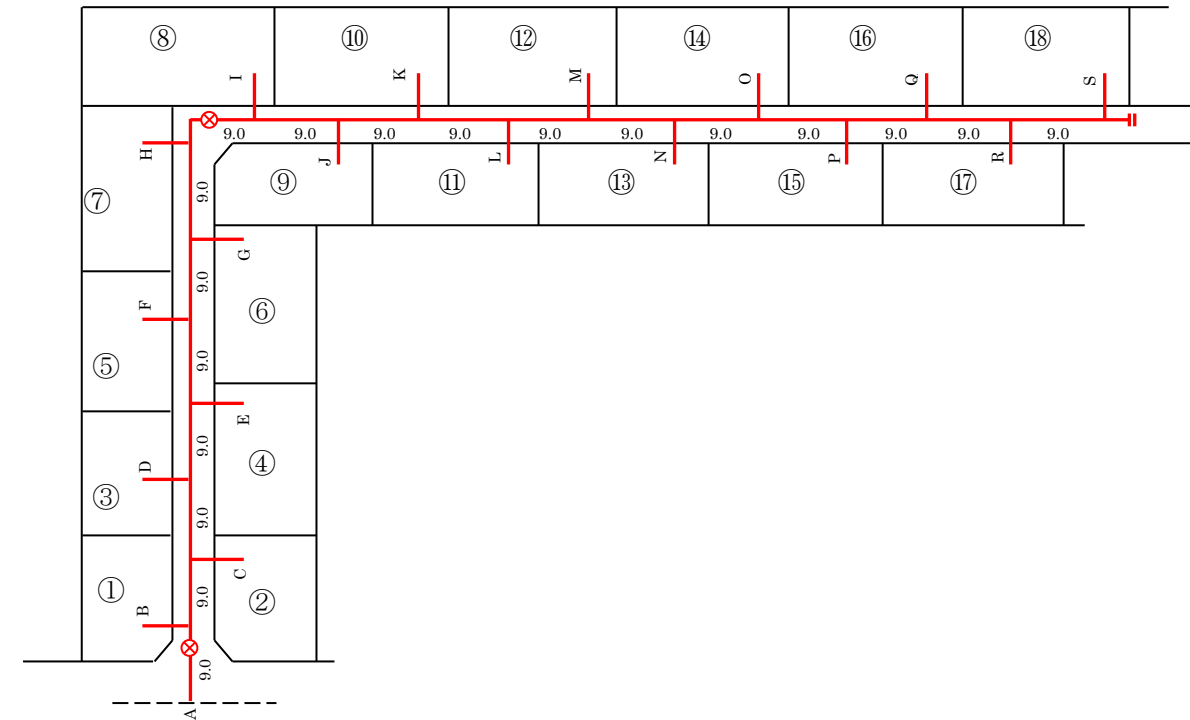 ⑧ ⑩ ⑫ ⑭ ⑯ ⑱
I K M O Q S
9.0 9.0 9.0 9.0 9.0 9.0 9.0 9.0 9.0 9.0 9.0
H J L N P R
⑨ ⑪ ⑬ ⑮ ⑰
⑦ 9.0
G
9.0
F
⑥
9.0
⑤
E
9.0
D
④
③
9.0
C
① 9.0 ②
B
9.0
A